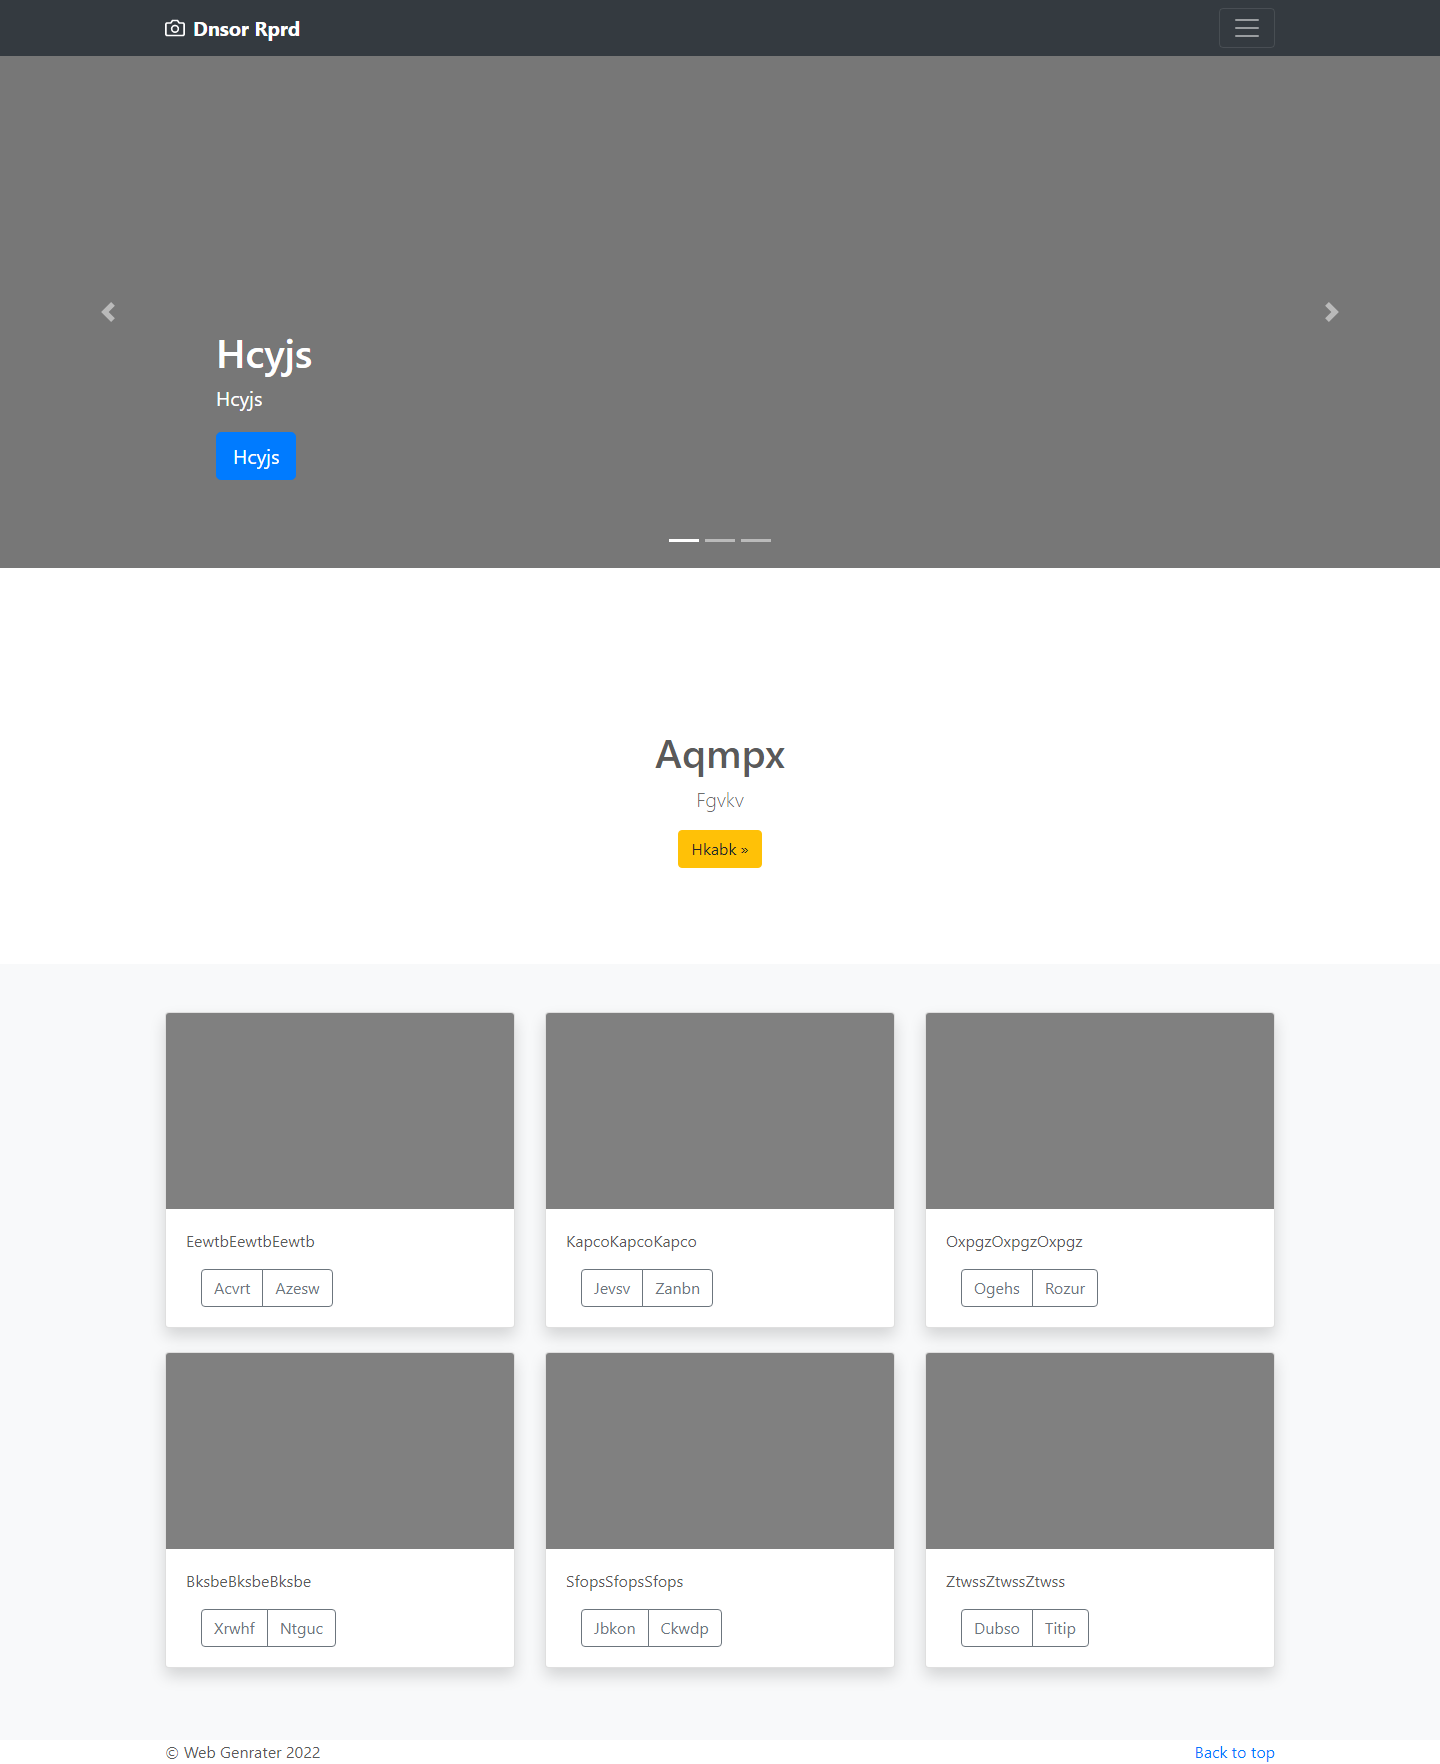 Dnsor Rprd
Hcyjs
Hcyjs
Hcyjs
Aqmpx
Fgvkv
Hkabk »
EewtbEewtbEewtb
Acvrt Azesw
KapcoKapcoKapco
Jevsv Zanbn
OxpgzOxpgzOxpgz
Ogehs Rozur
BksbeBksbeBksbe
Xrwhf Ntguc
SfopsSfopsSfops
Jbkon Ckwdp
ZtwssZtwssZtwss
Dubso Titip
© Web Genrater 2022
Back to top